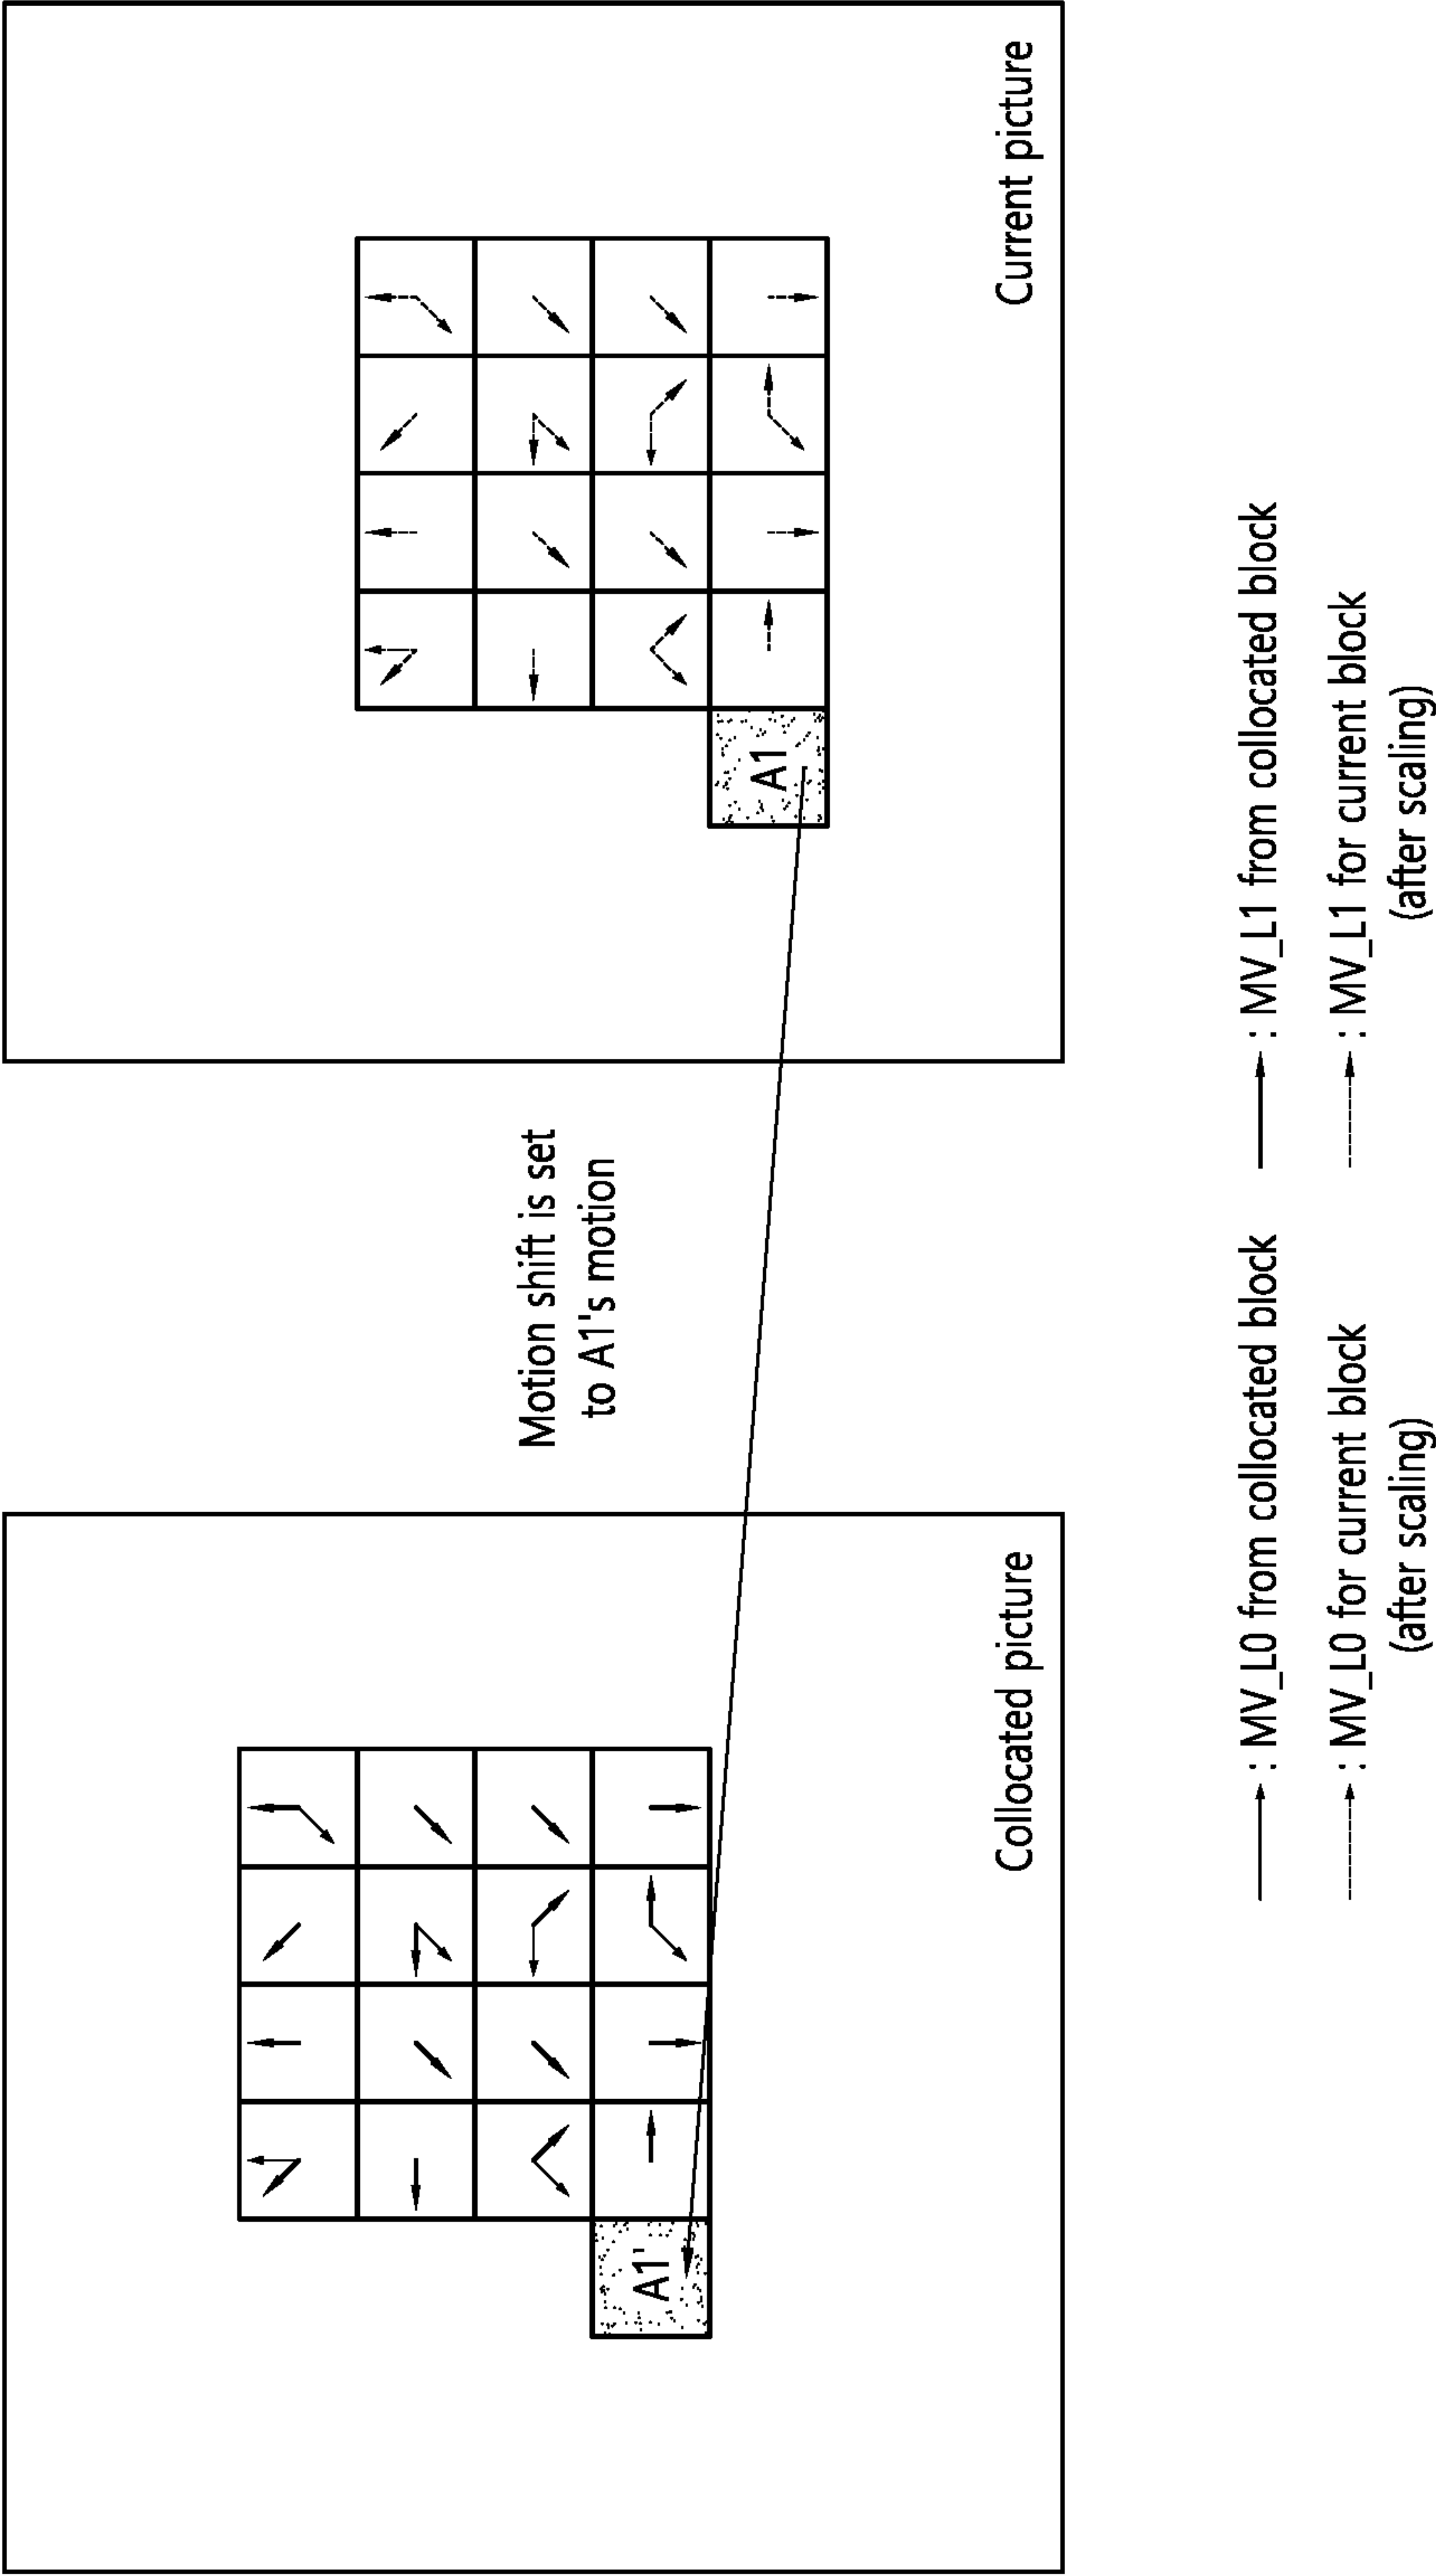 A1'
Collocated picture
Motion shift is set
to A1's motion
A1
Current picture
: MV_L0 from collocated block
: MV_L1 from collocated block
: MV_L0 for current block
(after scaling)
: MV_L1 for current block
(after scaling)